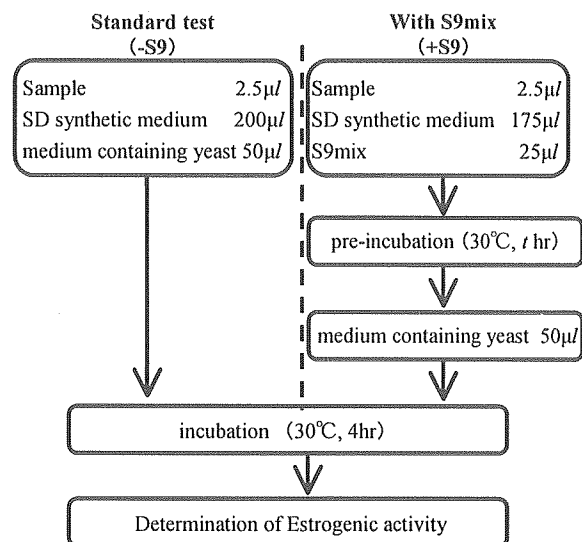 Standard test
(-S9)
Sample 2.5μl
SD synthetic medium 200μl
medium containing yeast 50μl
With S9mix
(+S9)
Sample 2.5μl
SD synthetic medium 175μl
S9mix 25μl
pre-incubation (30℃, t hr)
medium containing yeast 50μl
incubation (30℃, 4hr)
Determination of Estrogenic activity